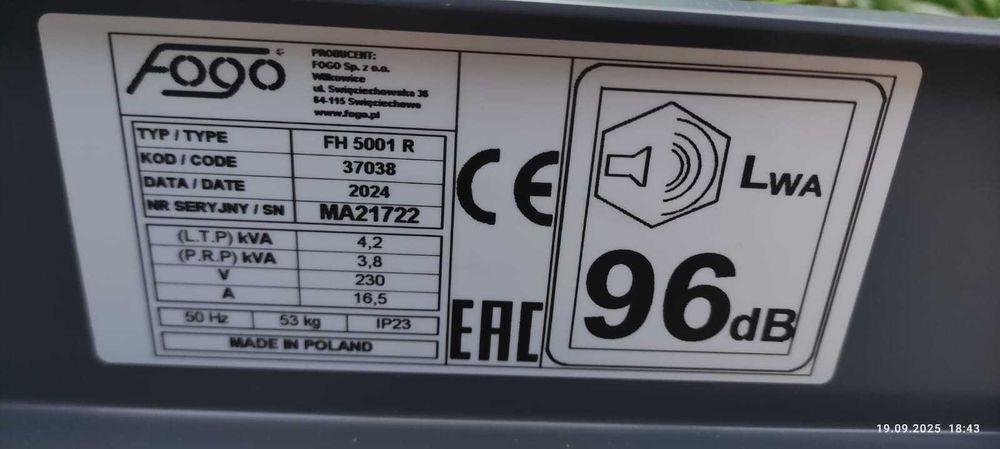 FOGO
PRODUCENT:
FOGO Sp. z o.o.
Wilkowice
ul. Święciechowska 36
64-115 Święciechowa
www.fogo.pl
TYP / TYPE FH 5001 R
KOD / CODE 37038
DATA / DATE 2024
NR SERYJNY / SN MA21722
(L.T.P) kVA 4,2
(P.R.P) kVA 3,8
V 230
A 16,5
50 Hz 53 kg IP23
MADE IN POLAND
CE
EAC
LWA
96dB
19.09.2025 18:43